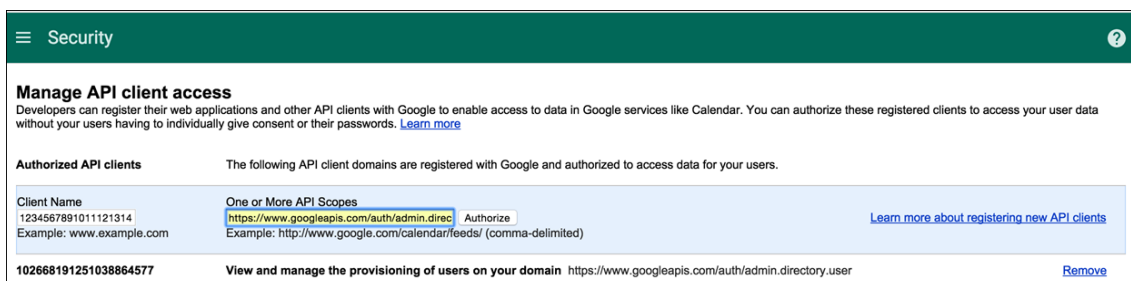 Security
Manage API client access
Developers can register their web applications and other API clients with Google to enable access to data in Google services like Calendar. You can authorize these registered clients to access your user data
without your users having to individually give consent or their passwords. Learn more
Authorized API clients The following API client domains are registered with Google and authorized to access data for your users.
Client Name One or More API Scopes
1234567891011121314 https://www.googleapis.com/auth/admin.direc Authorize Learn more about registering new API clients
Example: www.example.com Example: http://www.google.com/calendar/feeds/ (comma-delimited)
102668191251038864577 View and manage the provisioning of users on your domain https://www.googleapis.com/auth/admin.directory.user Remove